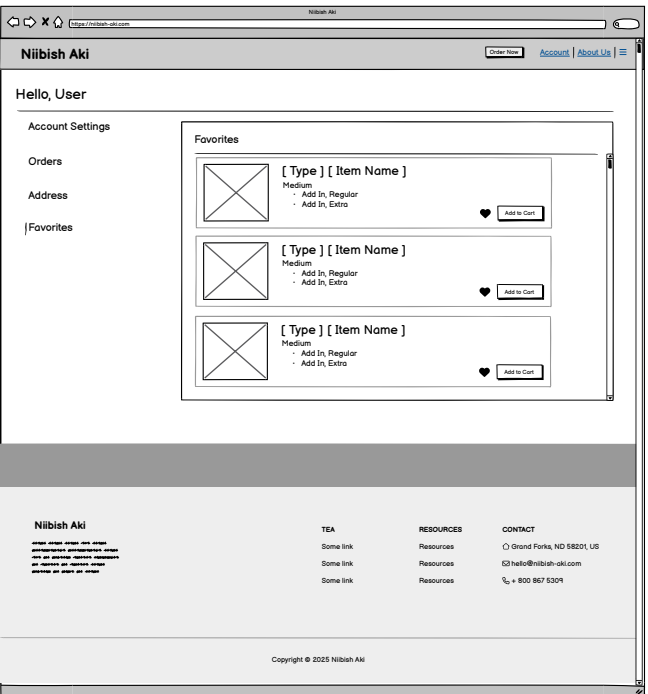 Niibish Aki
https://niibish-aki.com
Niibish Aki
Order Now
Account | About Us |
Hello, User
Account Settings
Orders
Address
Favorites
Favorites
[ Type ] [ Item Name ]
Medium
· Add In, Regular
· Add In, Extra
Add to Cart
[ Type ] [ Item Name ]
Medium
· Add In, Regular
· Add In, Extra
Add to Cart
[ Type ] [ Item Name ]
Medium
· Add In, Regular
· Add In, Extra
Add to Cart
Niibish Aki
TEA
Some link
Some link
Some link
RESOURCES
Resources
Resources
Resources
CONTACT
Grand Forks, ND 58201, US
hello@niibish-aki.com
+ 800 867 5309
Copyright © 2025 Niibish Aki